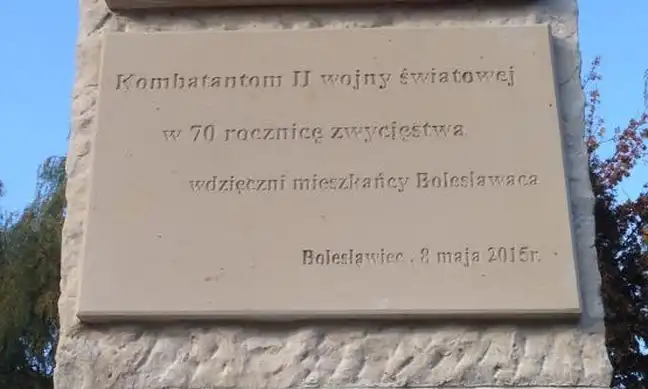 Kombatantom II wojny światowej
w 70 rocznicę zwycięstwa
wdzięczni mieszkańcy Bolesławaca
Bolesławiec . 8 maja 2015r.